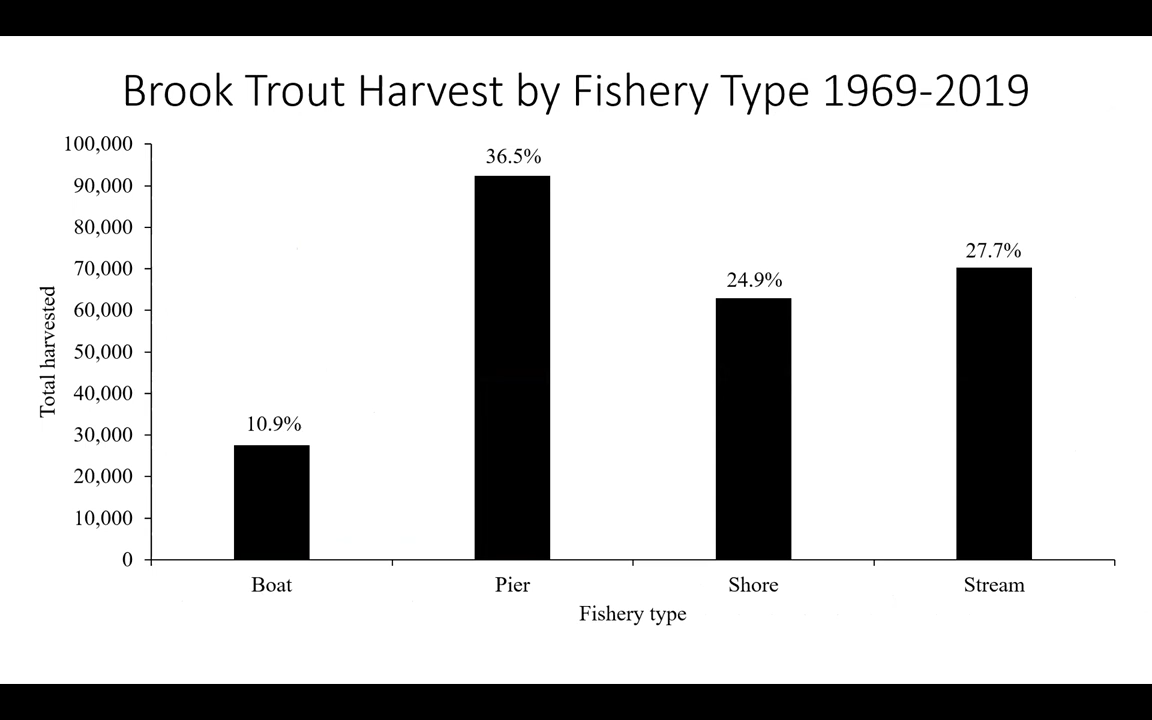 Brook Trout Harvest by Fishery Type 1969-2019
100,000
90,000
80,000
70,000
60,000
50,000
40,000
30,000
20,000
10,000
0
Total harvested
10.9%
36.5%
24.9%
27.7%
Boat
Pier
Shore
Stream
Fishery type